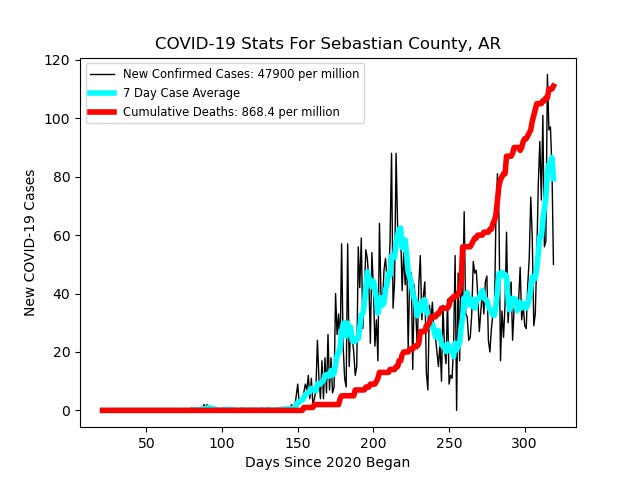 COVID-19 Stats For Sebastian County, AR
New Confirmed Cases: 47900 per million
7 Day Case Average
Cumulative Deaths: 868.4 per million
New COVID-19 Cases
120
100
80
60
40
20
0
50 100 150 200 250 300
Days Since 2020 Began